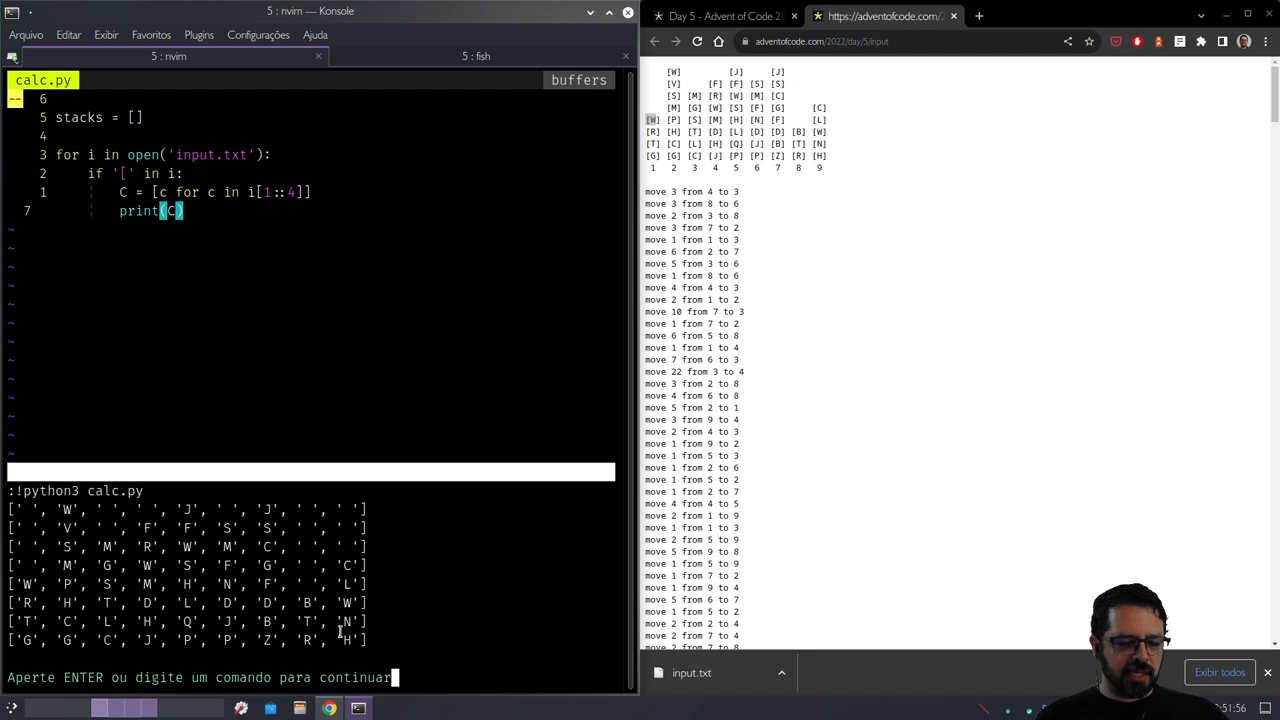 5 : nvim — Konsole
Arquivo Editar Exibir Favoritos Plugins Configurações Ajuda
5 : nvim
5 : fish
calc.py
buffers
-- 6
5 stacks = []
4
3 for i in open('input.txt'):
2 if '[' in i:
1 C = [c for c in i[1::4]]
7 print(C)
~
~
~
~
~
~
~
~
~
~
~
~
~
:!python3 calc.py
[' ', 'W', ' ', ' ', 'J', ' ', 'J', ' ', ' ']
[' ', 'V', ' ', 'F', 'F', 'S', 'S', ' ', ' ']
[' ', 'S', 'M', 'R', 'W', 'M', 'C', ' ', ' ']
[' ', 'M', 'G', 'W', 'S', 'F', 'G', ' ', 'C']
['W', 'P', 'S', 'M', 'H', 'N', 'F', ' ', 'L']
['R', 'H', 'T', 'D', 'L', 'D', 'D', 'B', 'W']
['T', 'C', 'L', 'H', 'Q', 'J', 'B', 'T', 'N']
['G', 'G', 'C', 'J', 'P', 'P', 'Z', 'R', 'H']
Aperte ENTER ou digite um comando para continuar
Day 5 - Advent of Code 20
https://adventofcode.com/2
adventofcode.com/2022/day/5/input
[W] [J] [J]
[V] [F] [F] [S] [S]
[S] [M] [R] [W] [M] [C]
[M] [G] [W] [S] [F] [G] [C]
[W] [P] [S] [M] [H] [N] [F] [L]
[R] [H] [T] [D] [L] [D] [D] [B] [W]
[T] [C] [L] [H] [Q] [J] [B] [T] [N]
[G] [G] [C] [J] [P] [P] [Z] [R] [H]
1 2 3 4 5 6 7 8 9
move 3 from 4 to 3
move 3 from 8 to 6
move 2 from 3 to 8
move 3 from 7 to 2
move 1 from 1 to 3
move 6 from 2 to 7
move 5 from 3 to 6
move 1 from 8 to 6
move 4 from 4 to 3
move 2 from 1 to 2
move 10 from 7 to 3
move 1 from 7 to 2
move 6 from 5 to 8
move 1 from 1 to 4
move 7 from 6 to 3
move 22 from 3 to 4
move 3 from 2 to 8
move 4 from 6 to 8
move 5 from 2 to 1
move 3 from 9 to 4
move 2 from 4 to 3
move 1 from 9 to 2
move 1 from 5 to 3
move 1 from 2 to 6
move 1 from 5 to 2
move 1 from 2 to 7
move 4 from 4 to 5
move 2 from 1 to 9
move 1 from 1 to 3
move 2 from 5 to 9
move 5 from 9 to 8
move 1 from 5 to 9
move 1 from 7 to 2
move 1 from 9 to 4
move 5 from 6 to 7
move 1 from 5 to 2
move 2 from 2 to 4
move 2 from 7 to 4
move 2 from 7 to 8
input.txt
Exibir todos
:51:56